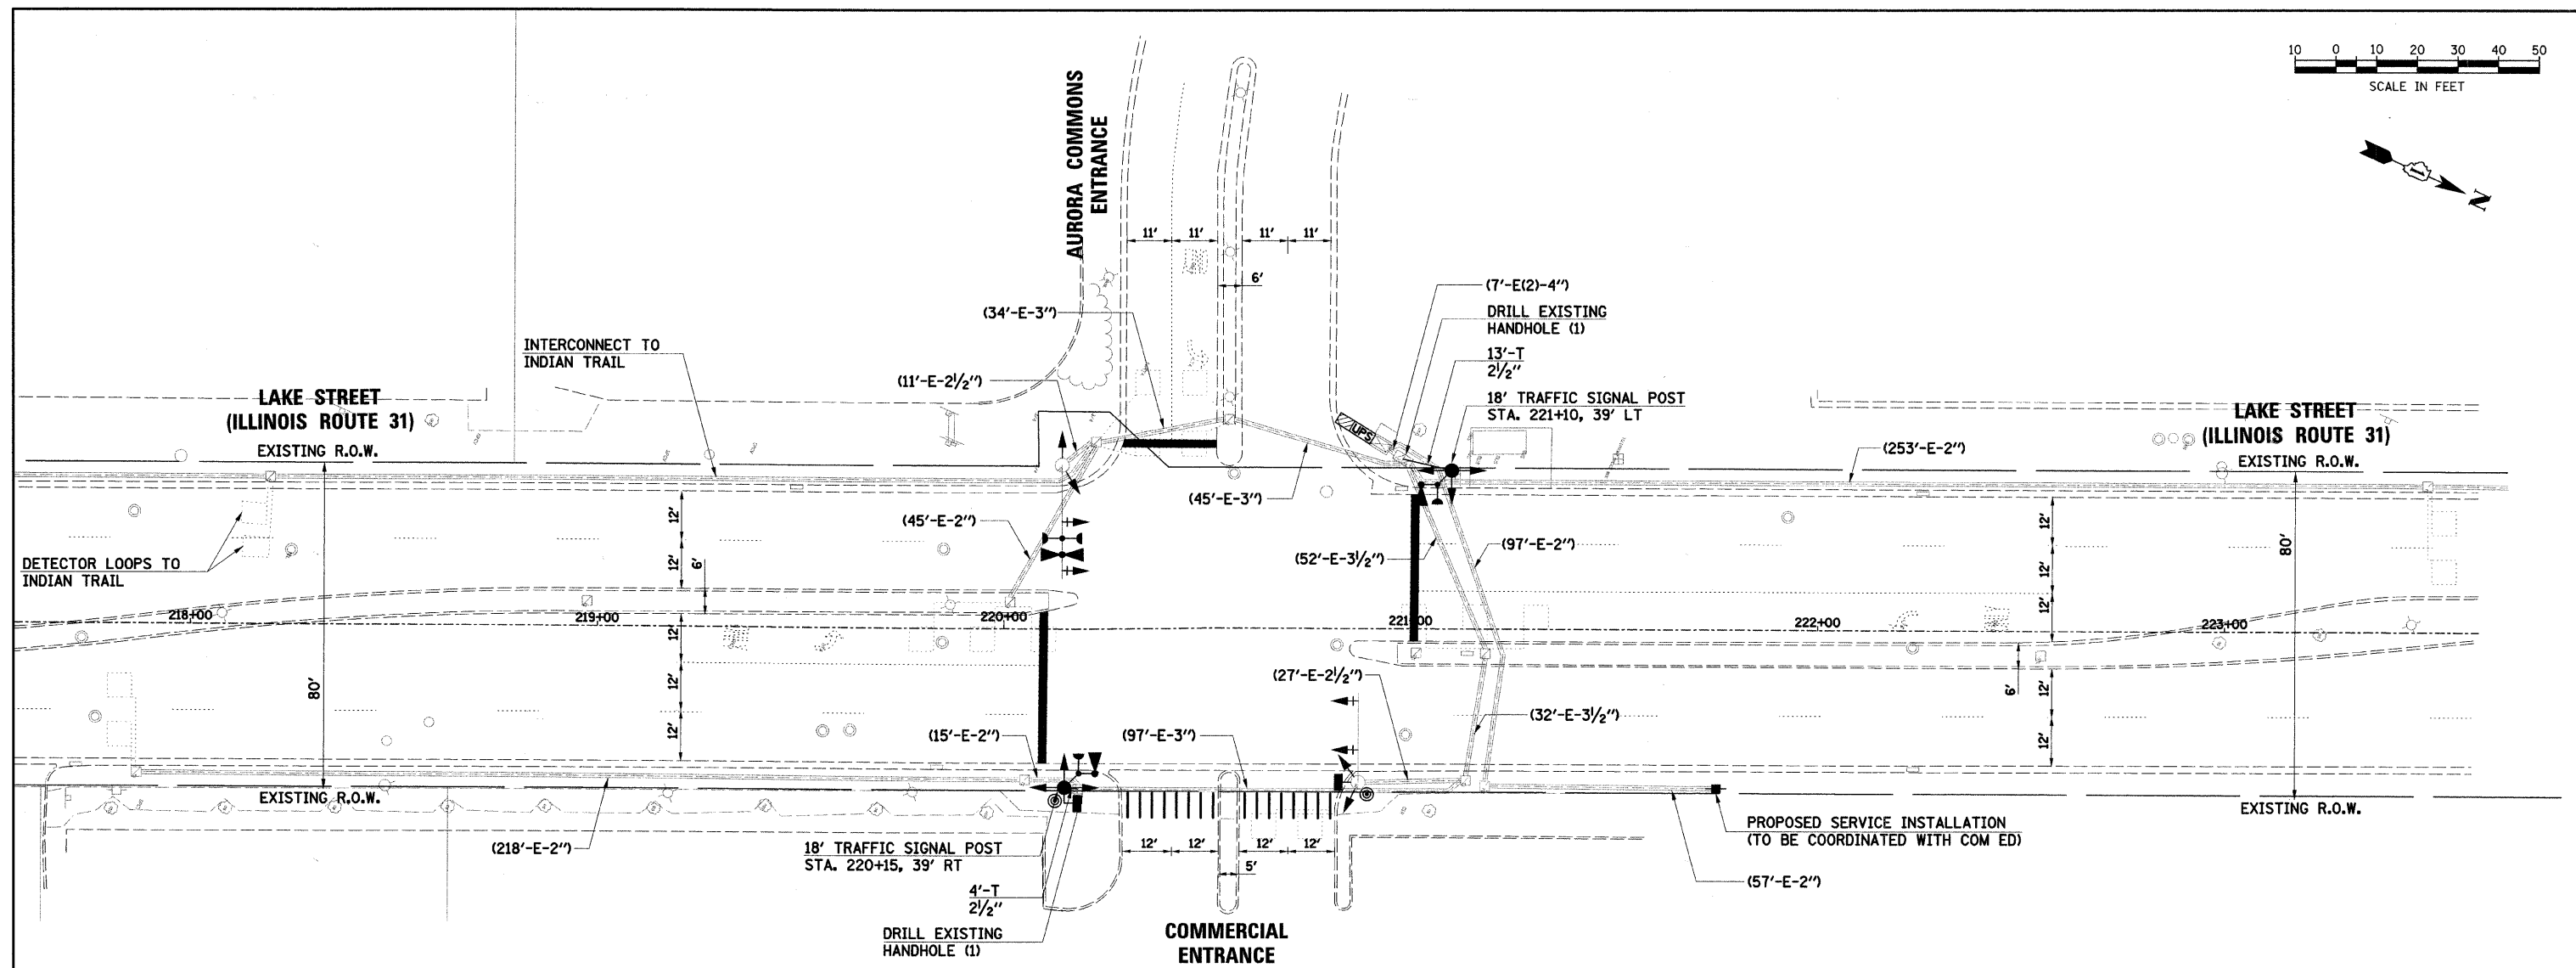 10 0 10 20 30 40 50
SCALE IN FEET
N
AURORA COMMONS
ENTRANCE
11' 11' 11' 11'
6'
(7'-E(2)-4")
DRILL EXISTING
HANDHOLE (1)
(34'-E-3")
13'-T
2½"
INTERCONNECT TO
INDIAN TRAIL
(11'-E-2½")
18' TRAFFIC SIGNAL POST
STA. 221+10, 39' LT
LAKE STREET
(ILLINOIS ROUTE 31)
EXISTING R.O.W.
UPS
LAKE STREET
(ILLINOIS ROUTE 31)
EXISTING R.O.W.
(253'-E-2")
(45'-E-3")
(45'-E-2")
12'
12'
6'
12'
12'
12'
80'
DETECTOR LOOPS TO
INDIAN TRAIL
(52'-E-3½")
(97'-E-2")
12'
12'
12'
6'
12'
12'
80'
218+00 219+00 220+00 221+00 222+00 223+00
(27'-E-2½")
(32'-E-3½")
(15'-E-2")
(97'-E-3")
EXISTING R.O.W.
EXISTING R.O.W.
PROPOSED SERVICE INSTALLATION
(TO BE COORDINATED WITH COM ED)
(218'-E-2")
18' TRAFFIC SIGNAL POST
STA. 220+15, 39' RT
12' 12' 12' 12'
5'
(57'-E-2")
4'-T
2½"
DRILL EXISTING
HANDHOLE (1)
COMMERCIAL
ENTRANCE